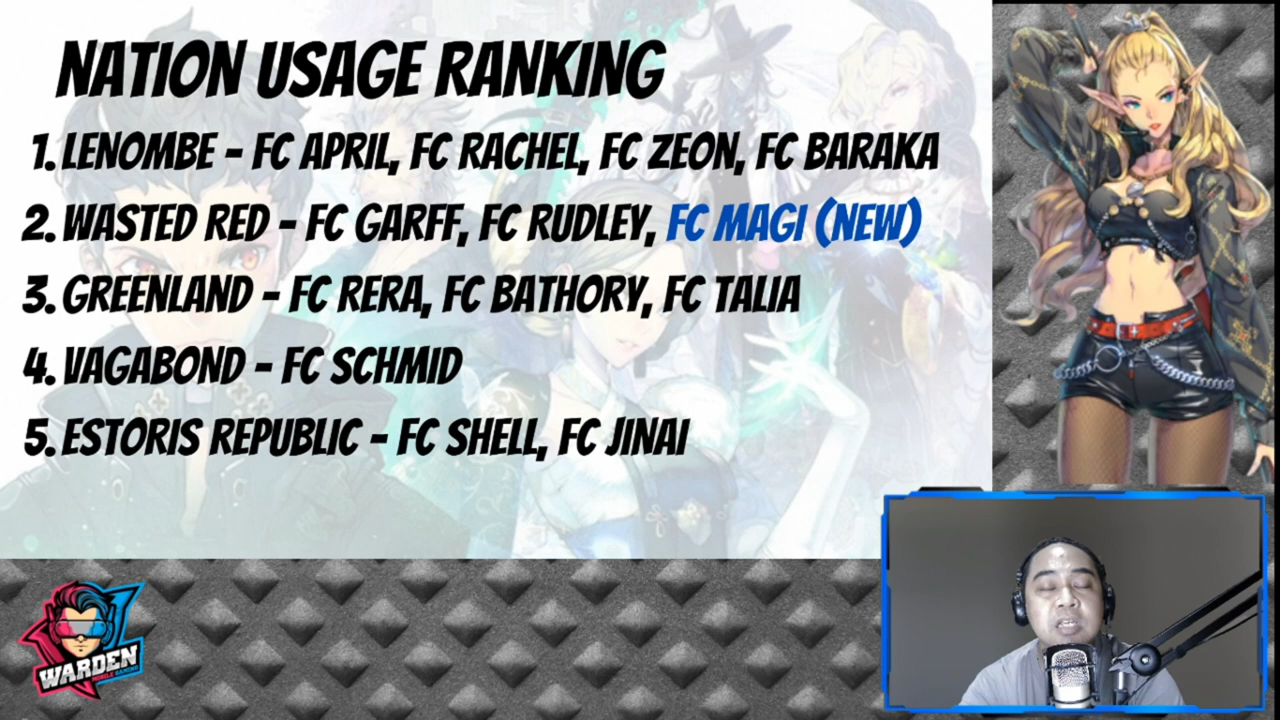 NATION USAGE RANKING
1. LENOMBE - FC APRIL, FC RACHEL, FC ZEON, FC BARAKA
2. WASTED RED - FC GARFF, FC RUDLEY, FC MAGI (NEW)
3. GREENLAND - FC RERA, FC BATHORY, FC TALIA
4. VAGABOND - FC SCHMID
5. ESTORIS REPUBLIC - FC SHELL, FC JINAI
WARDEN
MOBILE GAMING